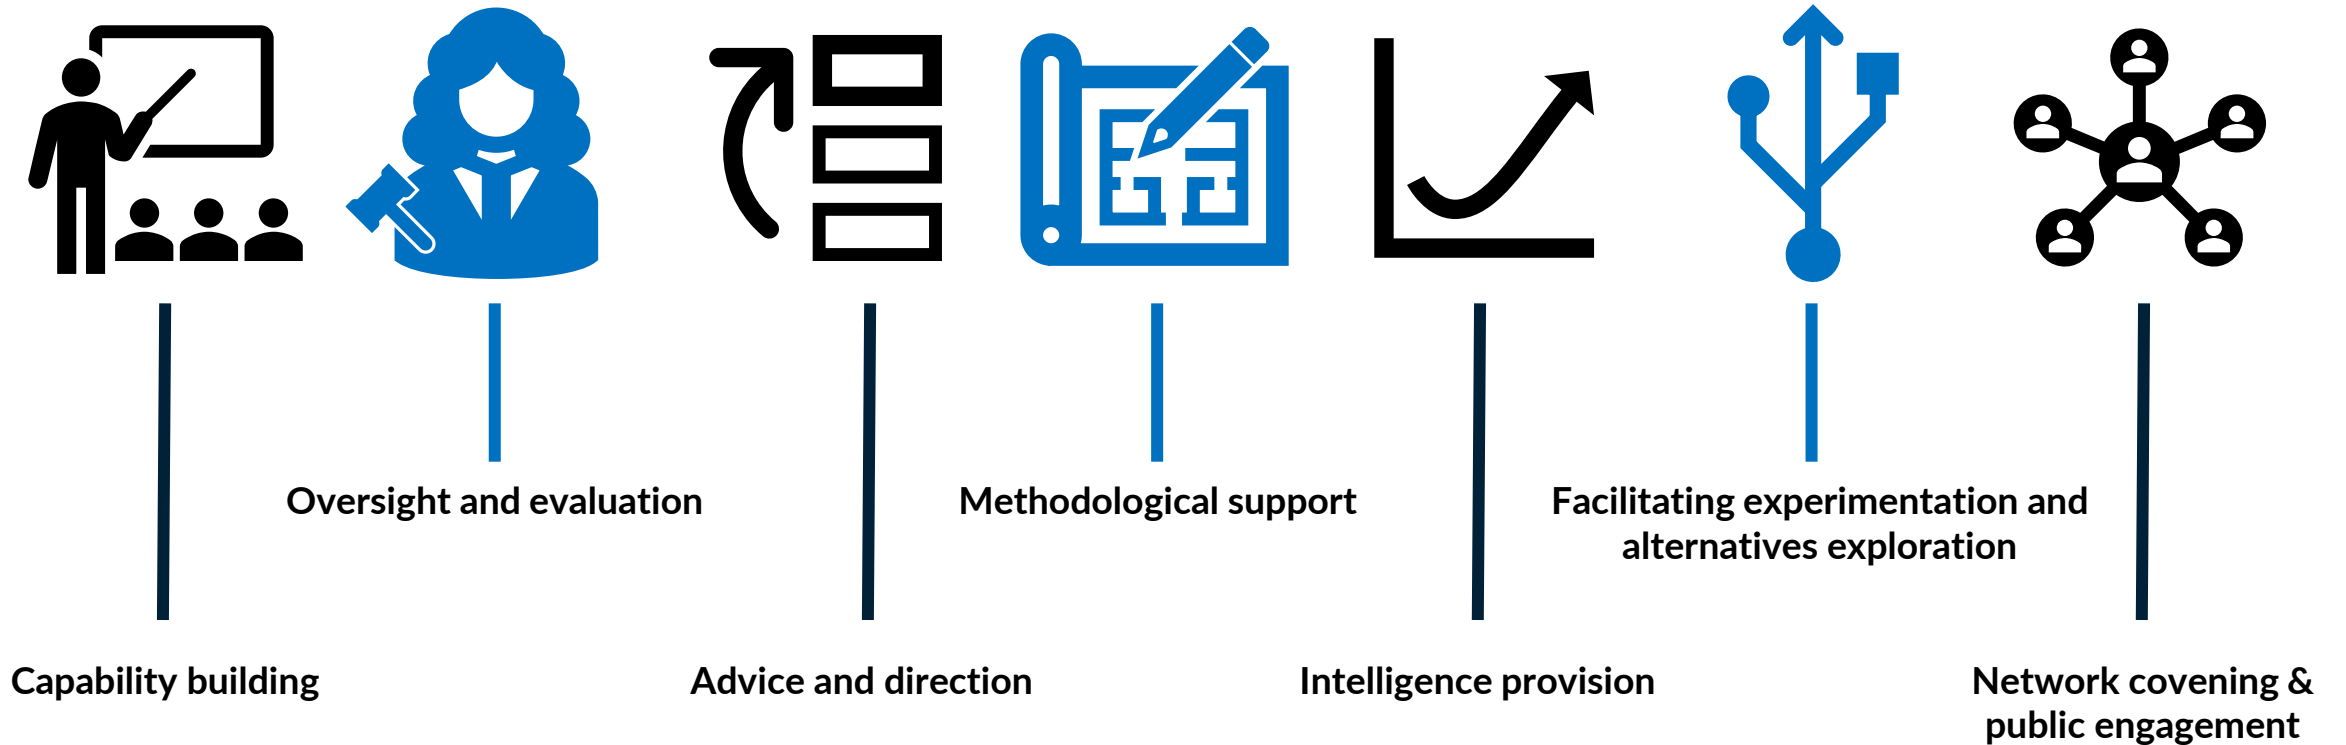 Oversight and evaluation
Methodological support
Facilitating experimentation and
alternatives exploration
Capability building
Advice and direction
Intelligence provision
Network covening &
public engagement